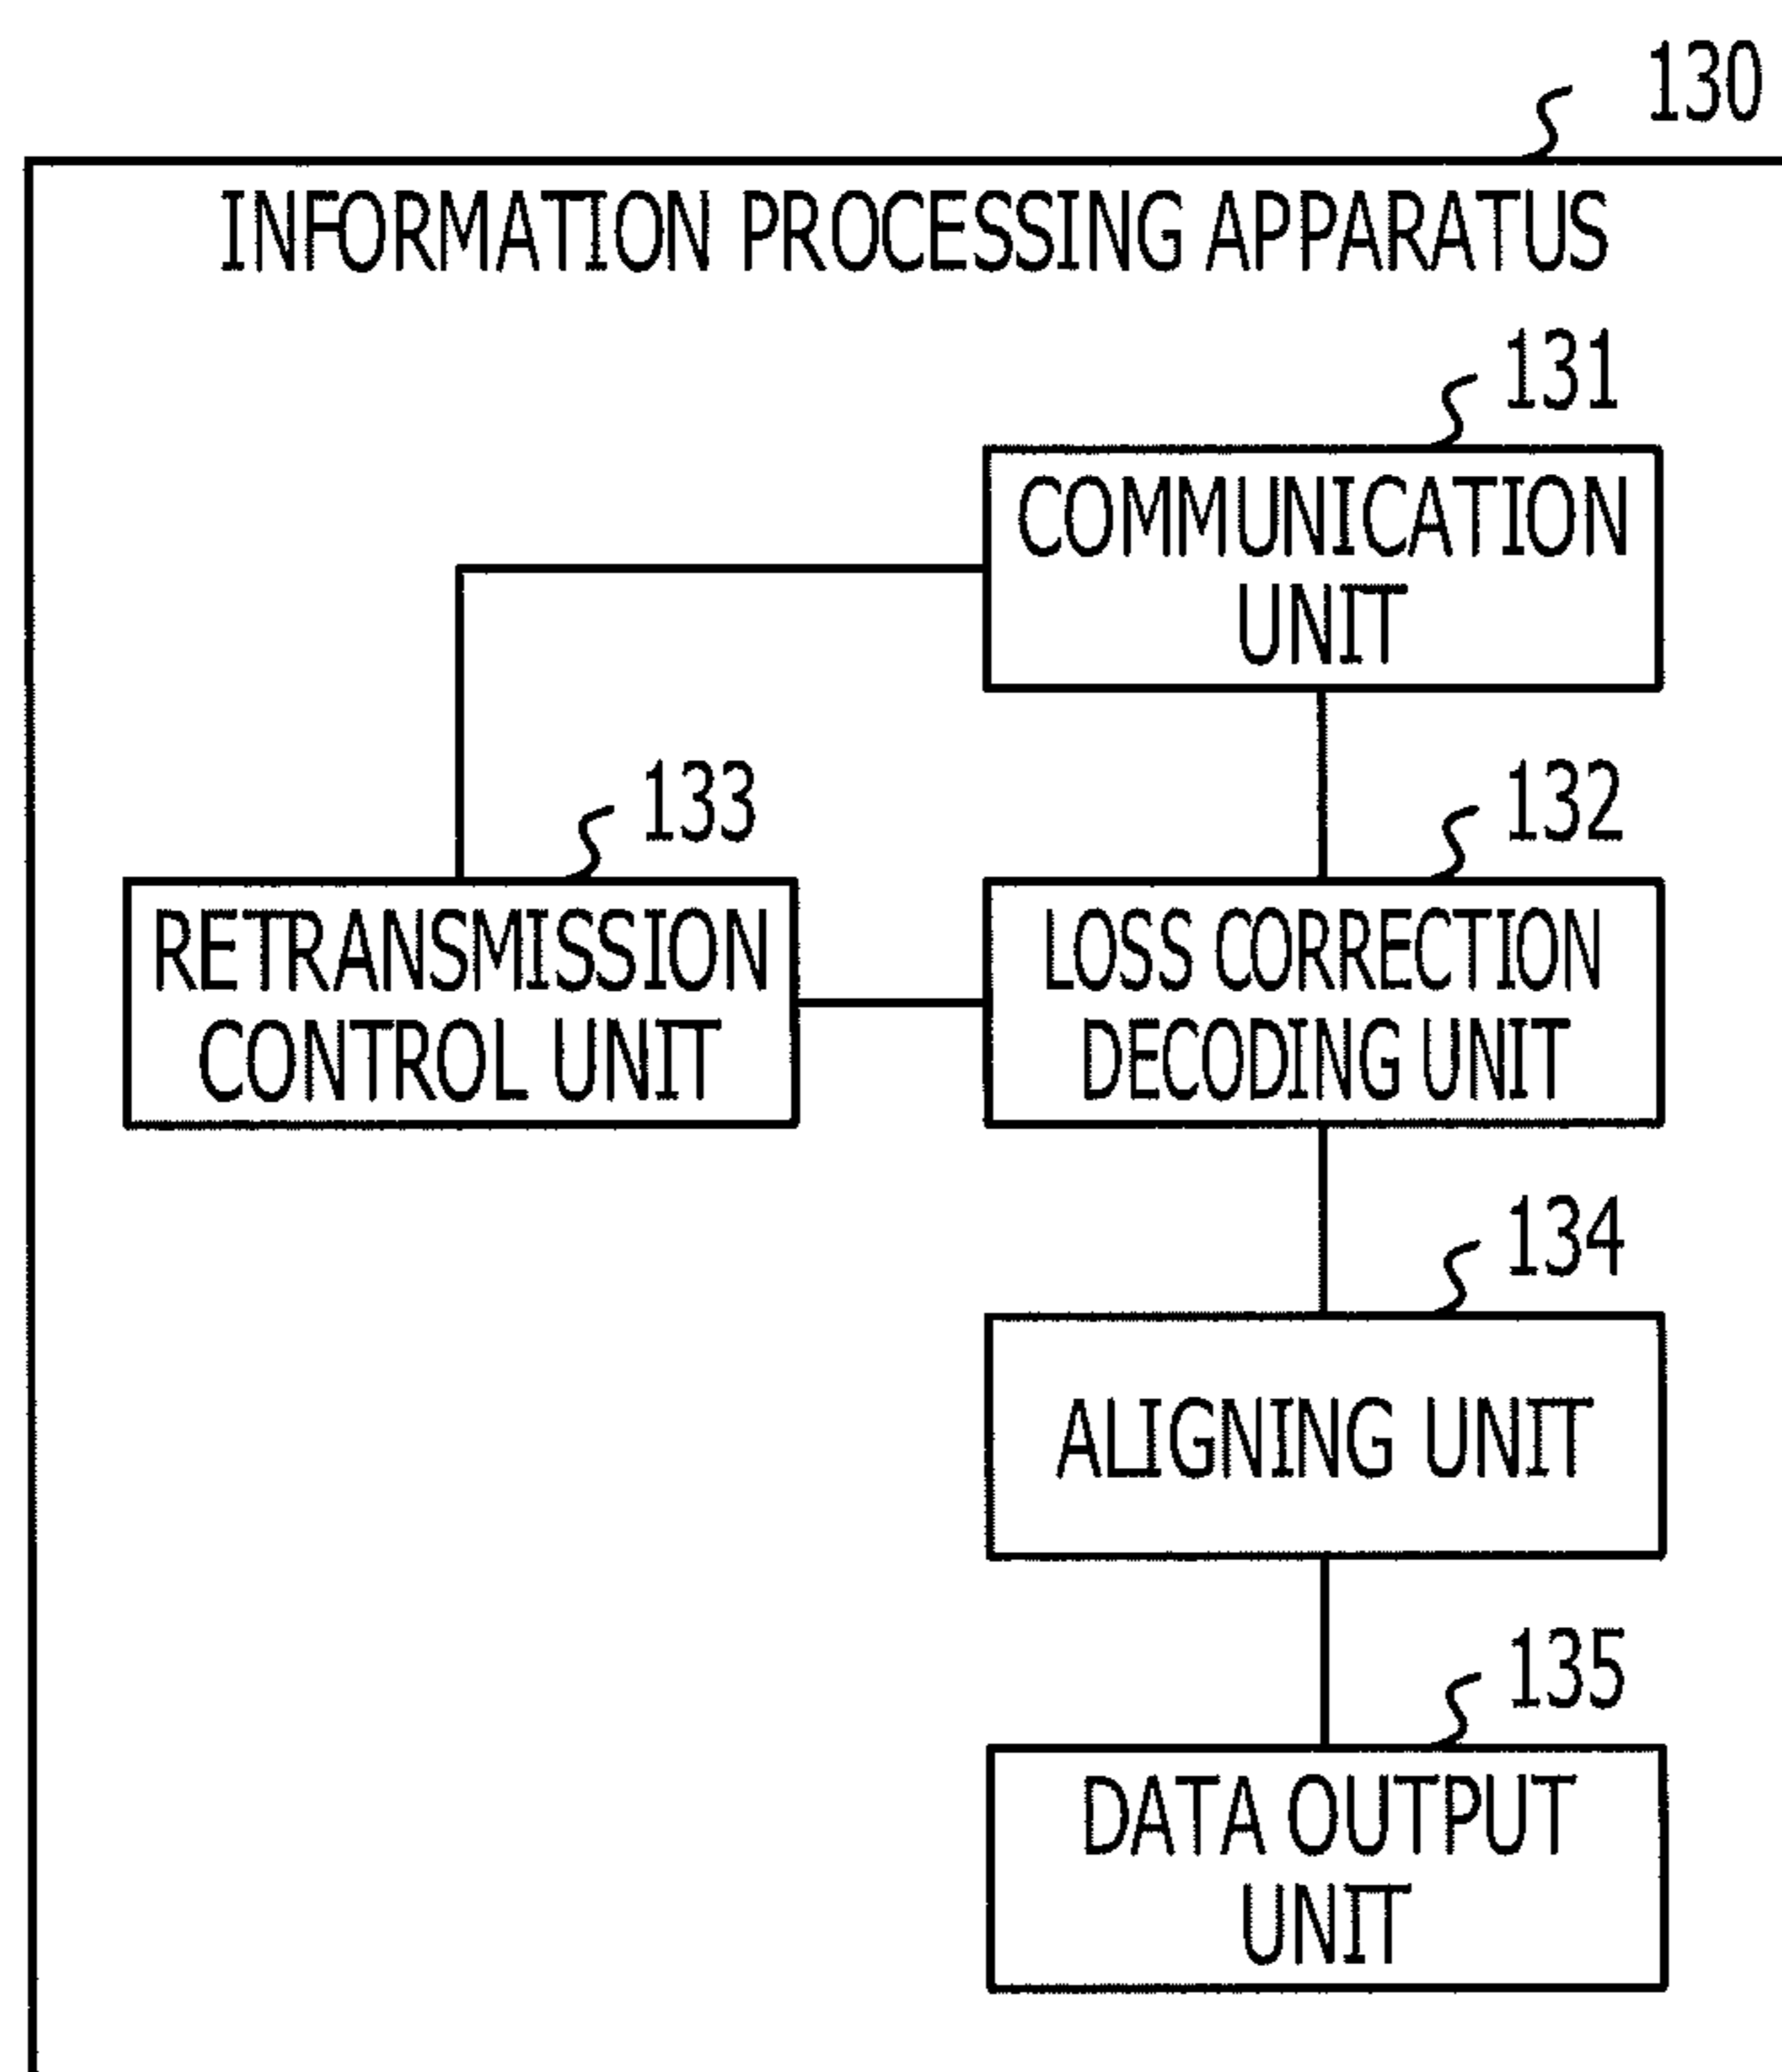 130
INFORMATION PROCESSING APPARATUS
131
COMMUNICATION
UNIT
133
RETRANSMISSION
CONTROL UNIT
132
LOSS CORRECTION
DECODING UNIT
134
ALIGNING UNIT
135
DATA OUTPUT
UNIT